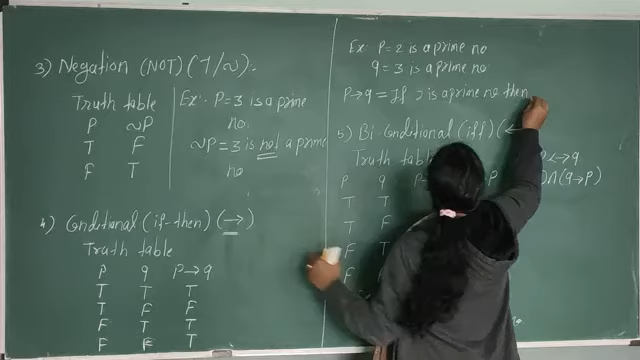 3) Negation (NOT) (7/~).
Truth table
P ~P
T F
F T
Ex:- P = 3 is a prime
no.
~P = 3 is not a prime
no
4) Conditional (if-then) (→)
Truth table
P q P→q
T T T
T F F
F T T
F F T
Ex: P = 2 is a prime no
q = 3 is a prime no
P→q = If 2 is a prime no then
5) Bi-Conditional (iff) (
Truth table
P↔q
P q
∧(q→P)
T T
T F
F T
F